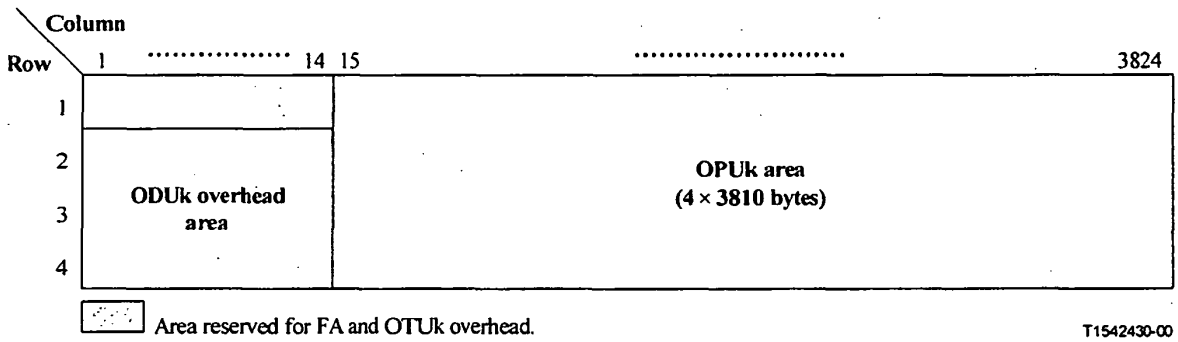 Column
Row 1 ................ 14 15 ........................ 3824
1
2
3
4
ODUk overhead
area
OPUk area
(4 × 3810 bytes)
Area reserved for FA and OTUk overhead.
T1542430-00